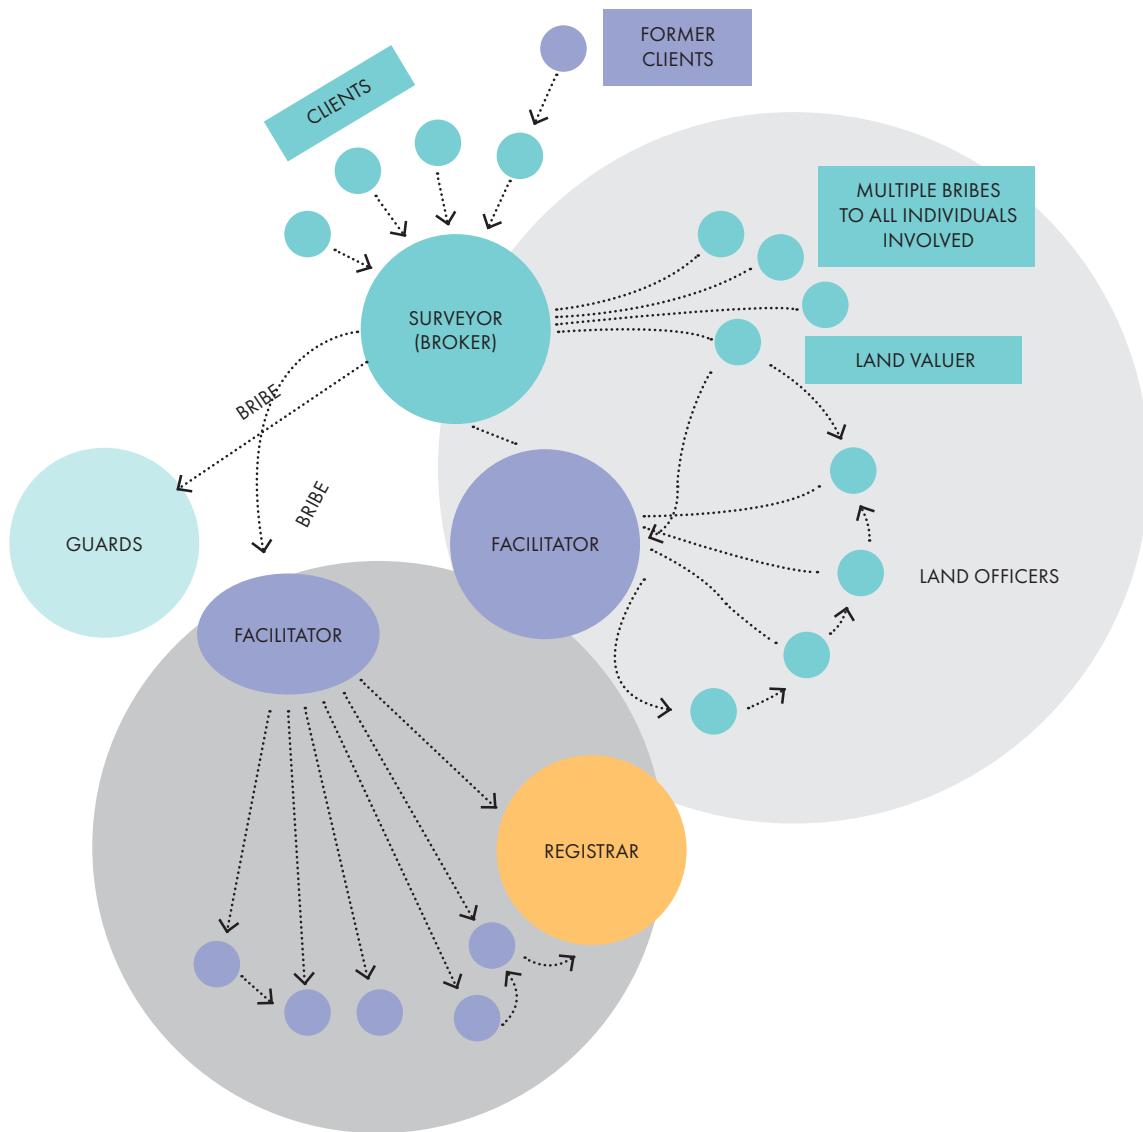 FORMER
CLIENTS
CLIENTS
MULTIPLE BRIBES
TO ALL INDIVIDUALS
INVOLVED
SURVEYOR
(BROKER)
LAND VALUER
BRIBE
BRIBE
GUARDS
FACILITATOR
LAND OFFICERS
FACILITATOR
REGISTRAR